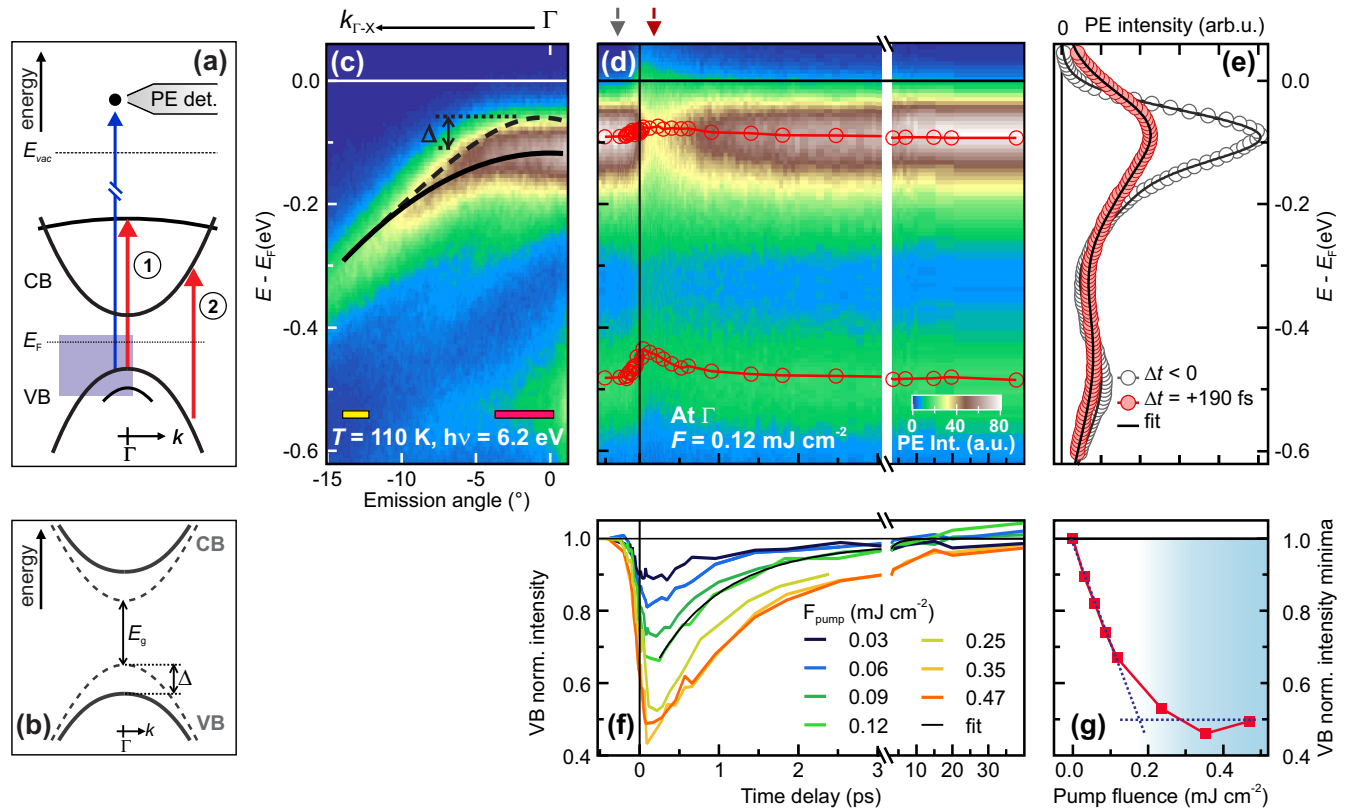 (a)
energy
PE det.
E_vac
CB
1
2
E_F
VB
k
Γ
(b)
energy
CB
E_g
Δ
VB
Γ
k
k_Γ-X
Γ
(c)
Δ
T = 110 K, hν = 6.2 eV
0.0
-0.2
-0.4
-0.6
E - E_F(eV)
-15
-10
-5
0
Emission angle (°)
(d)
At Γ
F = 0.12 mJ cm⁻²
0 40 80
PE Int. (a.u.)
0 PE intensity (arb.u.)
(e)
Δt < 0
Δt = +190 fs
fit
0.0
-0.2
-0.4
-0.6
E - E_F(eV)
(f)
VB norm. intensity
1.0
0.8
0.6
0.4
F_pump (mJ cm⁻²)
0.03 0.25
0.06 0.35
0.09 0.47
0.12 fit
0 1 2 3 10 20 30
Time delay (ps)
(g)
1.0
0.9
0.8
0.7
0.6
0.5
0.4
VB norm. intensity minima
0.0 0.2 0.4
Pump fluence (mJ cm⁻²)